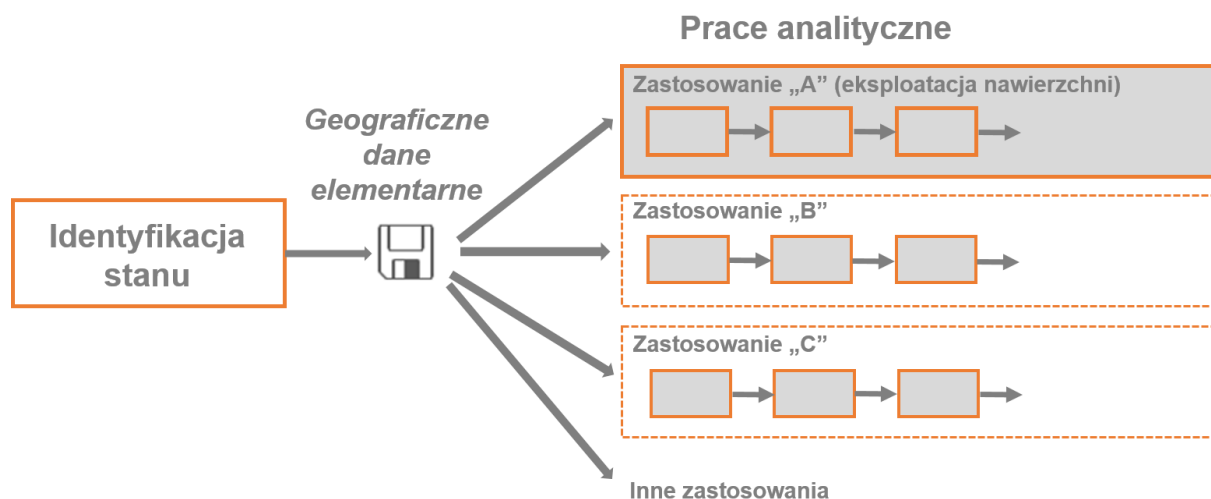 Prace analityczne
Zastosowanie „A” (eksploatacja nawierzchni)
Geograficzne
dane
elementarne
Identyfikacja
stanu
Zastosowanie „B”
Zastosowanie „C”
Inne zastosowania